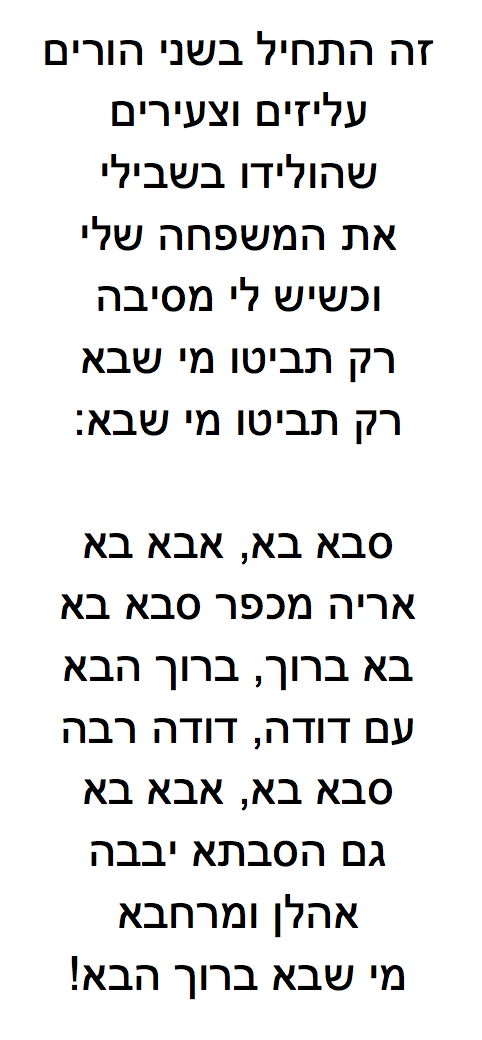 זה התחיל בשני הורים
עליזים וצעירים
שהולידו בשבילי
את המשפחה שלי
וכשיש לי מסיבה
רק תביטו מי שבא
רק תביטו מי שבא:
סבא בא, אבא בא
אריה מכפר סבא בא
בא ברוך, ברוך הבא
עם דודה, דודה רבה
סבא בא, אבא בא
גם הסבתא יבבה
אהלן ומרחבא
מי שבא ברוך הבא!